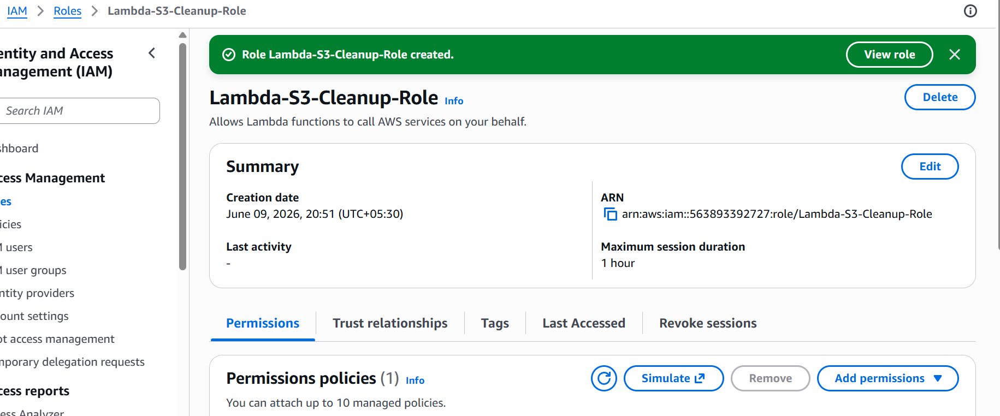 IAM > Roles > Lambda-S3-Cleanup-Role
entity and Access
anagement (IAM)
Search IAM
shboard
cess Management
es
icies
M users
M user groups
ntity providers
ount settings
ot access management
mporary delegation requests
cess reports
ess Analyzer
Role Lambda-S3-Cleanup-Role created.
View role
Lambda-S3-Cleanup-Role Info
Delete
Allows Lambda functions to call AWS services on your behalf.
Summary
Edit
Creation date
June 09, 2026, 20:51 (UTC+05:30)
ARN
arn:aws:iam::563893392727:role/Lambda-S3-Cleanup-Role
Last activity
-
Maximum session duration
1 hour
Permissions
Trust relationships
Tags
Last Accessed
Revoke sessions
Permissions policies (1) Info
Simulate
Remove
Add permissions
You can attach up to 10 managed policies.